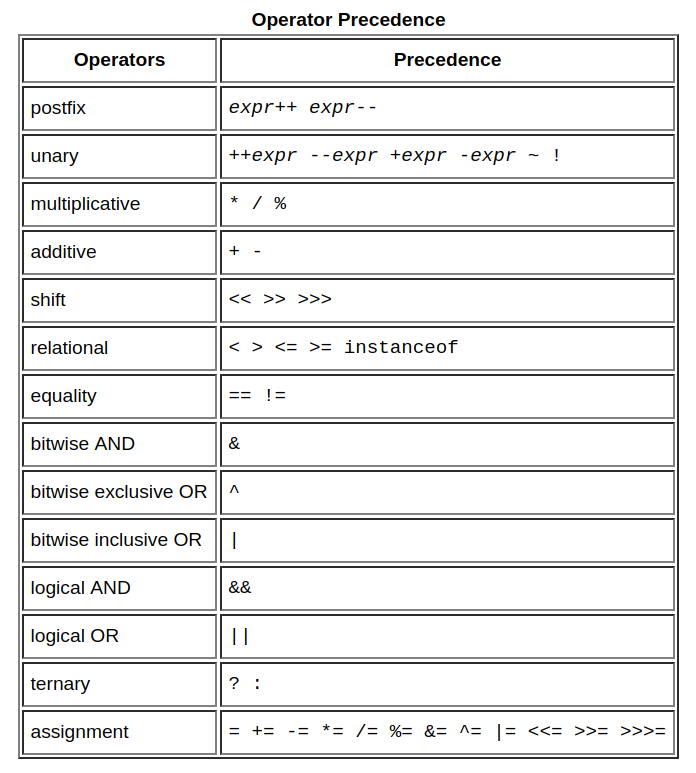 Operator Precedence
Operators Precedence
postfix expr++ expr--
unary ++expr --expr +expr -expr ~ !
multiplicative * / %
additive + -
shift << >> >>>
relational < > <= >= instanceof
equality == !=
bitwise AND &
bitwise exclusive OR ^
bitwise inclusive OR |
logical AND &&
logical OR ||
ternary ? :
assignment = += -= *= /= %= &= ^= |= <<= >>= >>>=